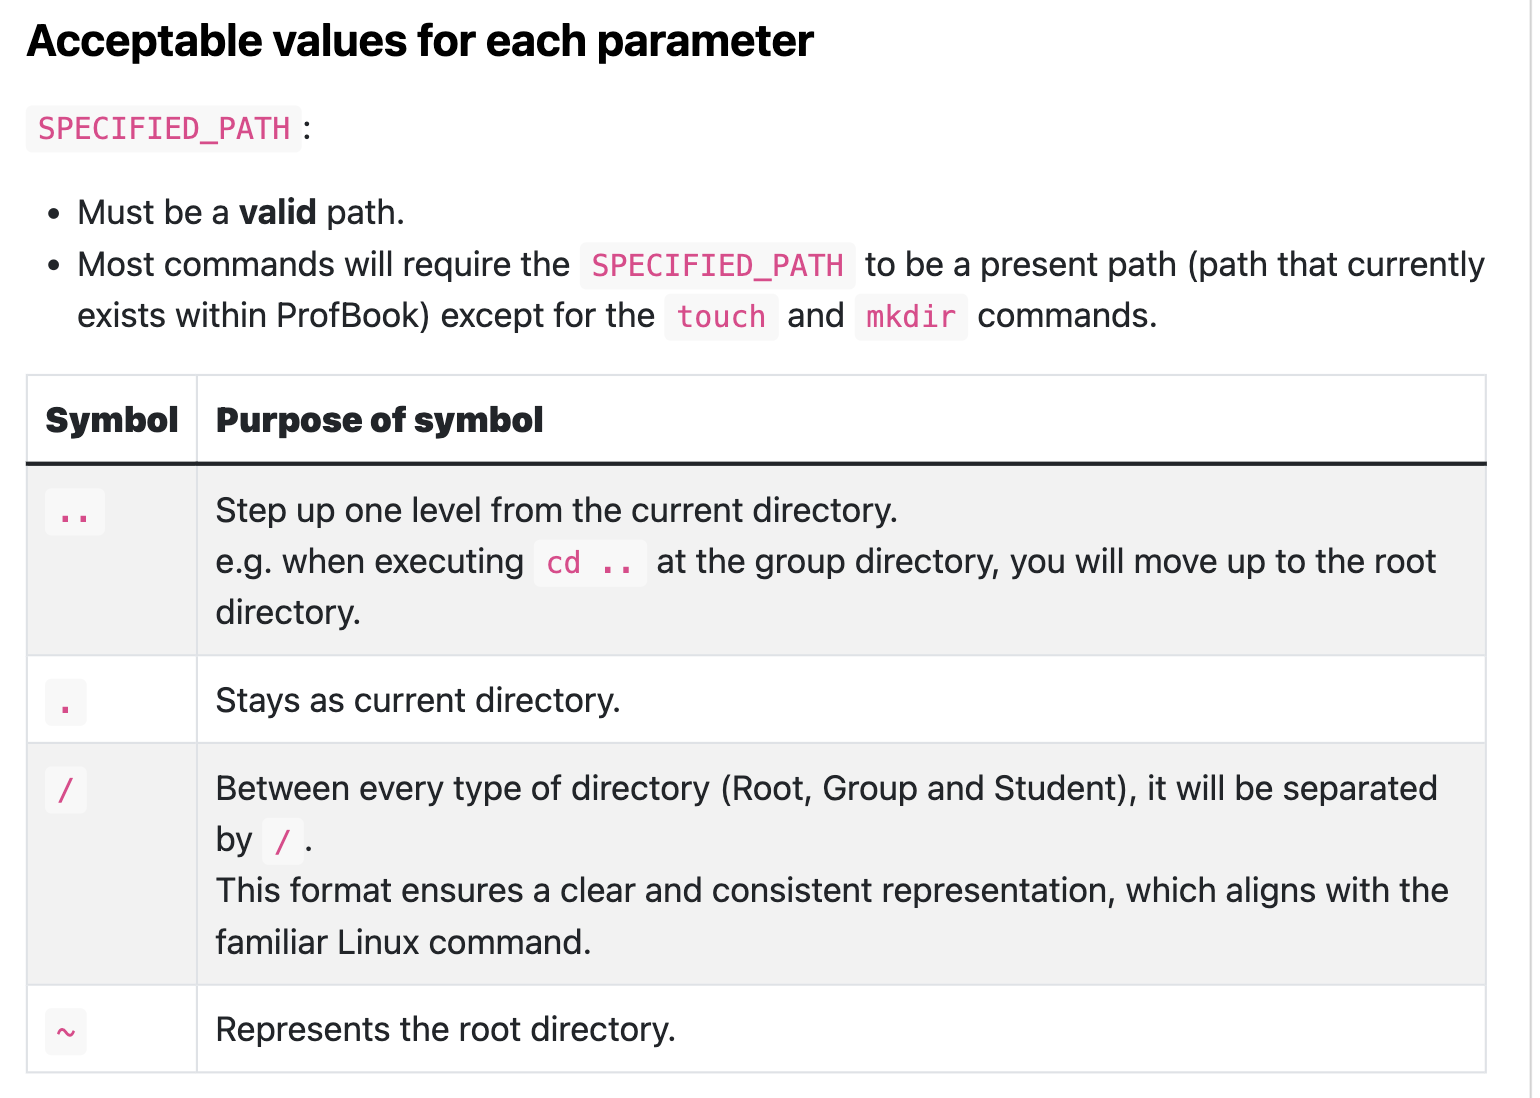 Acceptable values for each parameter
SPECIFIED_PATH :
• Must be a valid path.
• Most commands will require the SPECIFIED_PATH to be a present path (path that currently
exists within ProfBook) except for the touch and mkdir commands.
Symbol Purpose of symbol
.. Step up one level from the current directory.
e.g. when executing cd .. at the group directory, you will move up to the root
directory.
. Stays as current directory.
/ Between every type of directory (Root, Group and Student), it will be separated
by / .
This format ensures a clear and consistent representation, which aligns with the
familiar Linux command.
~ Represents the root directory.